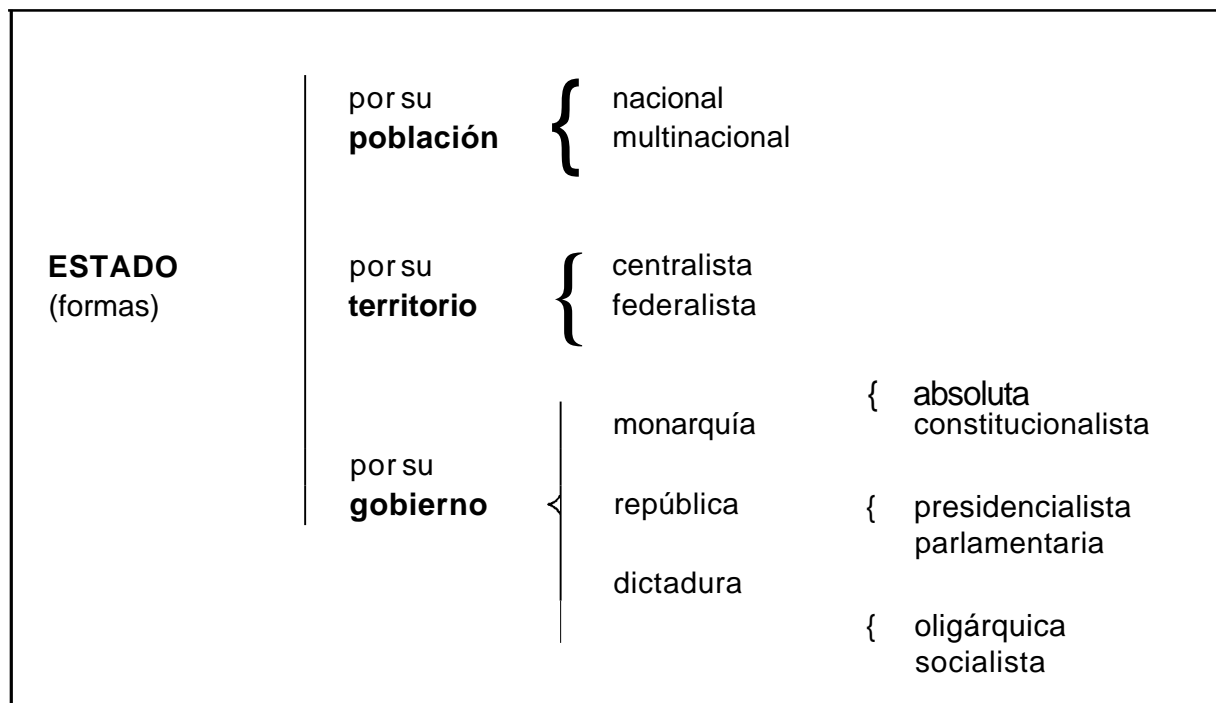 ESTADO
(formas)
por su
población
nacional
multinacional
por su
territorio
centralista
federalista
por su
gobierno
monarquía
absoluta
constitucionalista
república
presidencialista
parlamentaria
dictadura
oligárquica
socialista